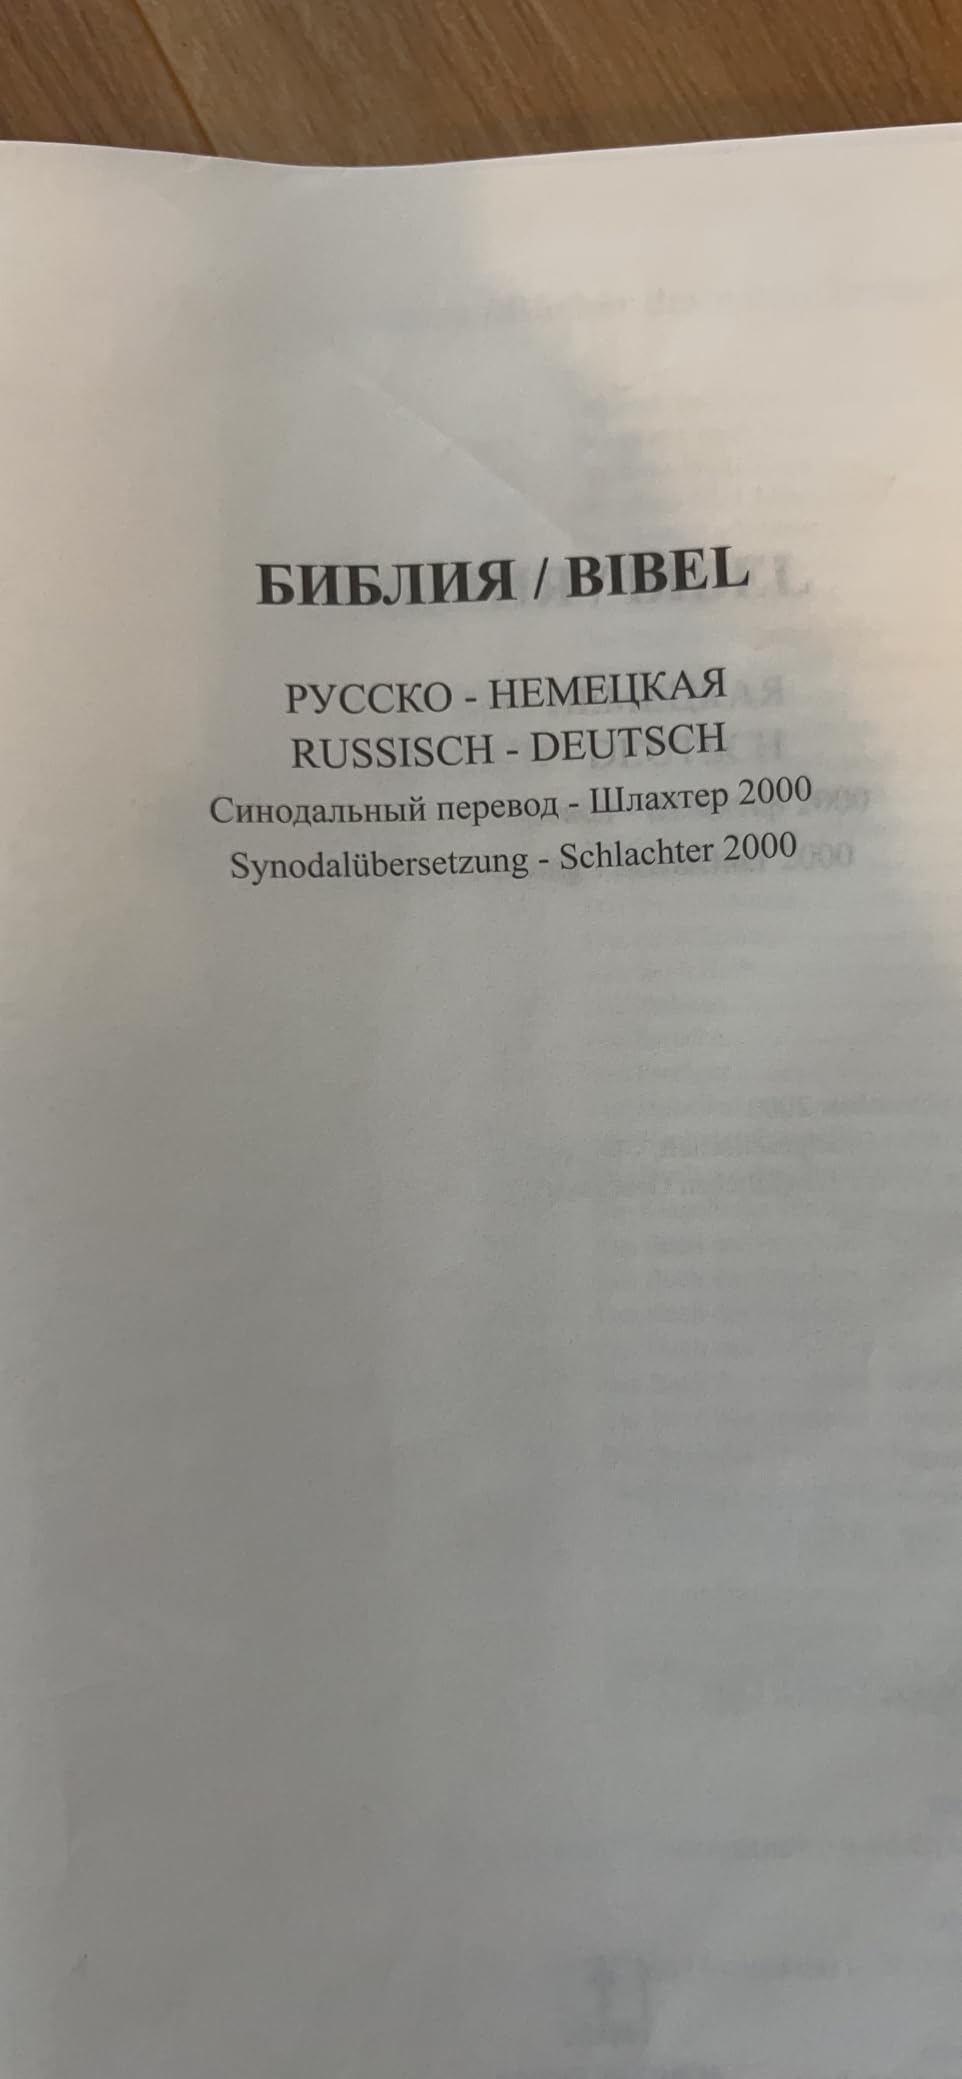 БИБЛИЯ / BIBEL
РУССКО - НЕМЕЦКАЯ
RUSSISCH - DEUTSCH
Синодальный перевод - Шлахтер 2000
Synodalübersetzung - Schlachter 2000